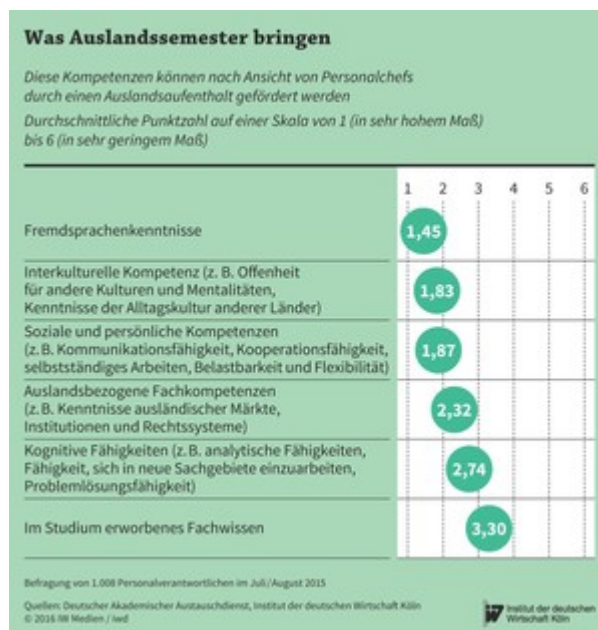 Was Auslandssemester bringen
Diese Kompetenzen können nach Ansicht von Personalchefs
durch einen Auslandsaufenthalt gefördert werden
Durchschnittliche Punktzahl auf einer Skala von 1 (in sehr hohem Maß)
bis 6 (in sehr geringem Maß)
1 2 3 4 5 6
Fremdsprachenkenntnisse
1,45
Interkulturelle Kompetenz (z. B. Offenheit
für andere Kulturen und Mentalitäten,
Kenntnisse der Alltagskultur anderer Länder)
1,83
Soziale und persönliche Kompetenzen
(z. B. Kommunikationsfähigkeit, Kooperationsfähigkeit,
selbstständiges Arbeiten, Belastbarkeit und Flexibilität)
1,87
Auslandsbezogene Fachkompetenzen
(z. B. Kenntnisse ausländischer Märkte,
Institutionen und Rechtssysteme)
2,32
Kognitive Fähigkeiten (z. B. analytische Fähigkeiten,
Fähigkeit, sich in neue Sachgebiete einzuarbeiten,
Problemlösungsfähigkeit)
2,74
Im Studium erworbenes Fachwissen
3,30
Befragung von 1.008 Personalverantwortlichen im Juli/August 2015
Quellen: Deutscher Akademischer Austauschdienst, Institut der deutschen Wirtschaft Köln
© 2016 IW Medien / iwd
Institut der deutschen
Wirtschaft Köln